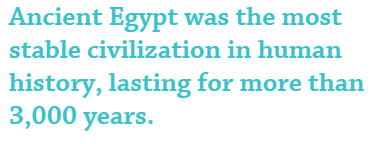 Ancient Egypt was the most
stable civilization in human
history, lasting for more than
3,000 years.